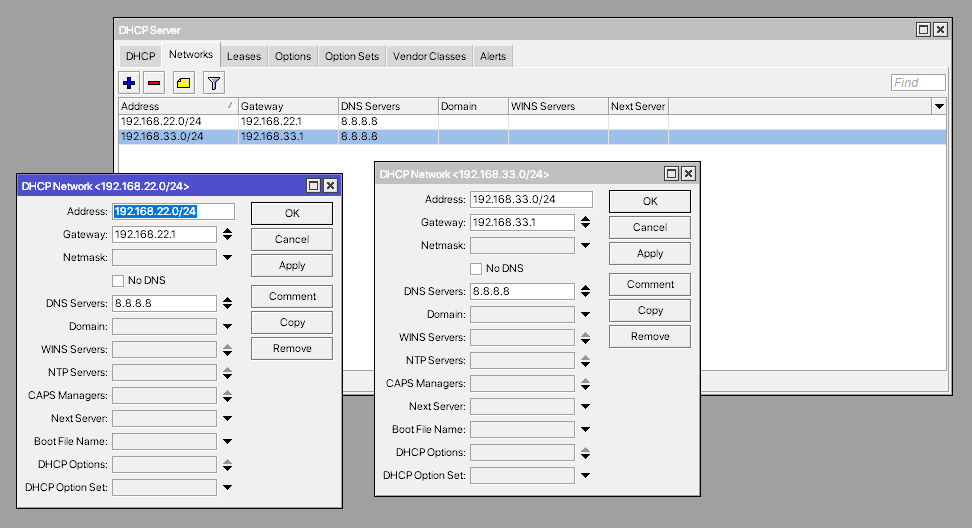 DHCP Server
DHCP Networks Leases Options Option Sets Vendor Classes Alerts
Find
Address Gateway DNS Servers Domain WINS Servers Next Server
192.168.22.0/24 192.168.22.1 8.8.8.8
192.168.33.0/24 192.168.33.1 8.8.8.8
DHCP Network <192.168.22.0/24>
Address: 192.168.22.0/24 OK
Gateway: 192.168.22.1 Cancel
Netmask: Apply
No DNS
DNS Servers: 8.8.8.8 Comment
Domain: Copy
WINS Servers: Remove
NTP Servers:
CAPS Managers:
Next Server:
Boot File Name:
DHCP Options:
DHCP Option Set:
DHCP Network <192.168.33.0/24>
Address: 192.168.33.0/24 OK
Gateway: 192.168.33.1 Cancel
Netmask: Apply
No DNS
DNS Servers: 8.8.8.8 Comment
Domain: Copy
WINS Servers: Remove
NTP Servers:
CAPS Managers:
Next Server:
Boot File Name:
DHCP Options:
DHCP Option Set: